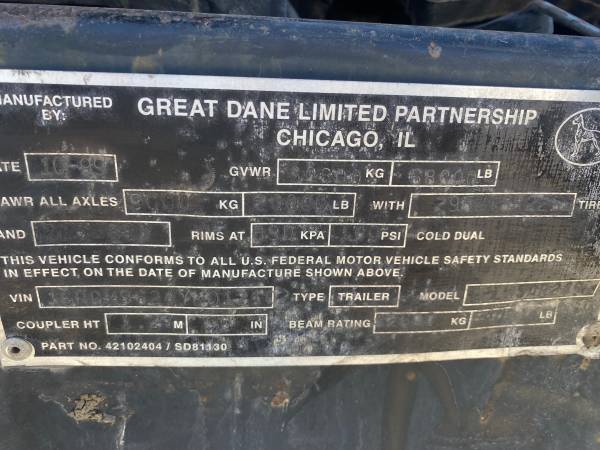 MANUFACTURED
BY:
GREAT DANE LIMITED PARTNERSHIP
CHICAGO, IL
ATE GVWR KG LB
AWR ALL AXLES KG LB WITH TIRE
AND RIMS AT KPA PSI COLD DUAL
THIS VEHICLE CONFORMS TO ALL U.S. FEDERAL MOTOR VEHICLE SAFETY STANDARDS
IN EFFECT ON THE DATE OF MANUFACTURE SHOWN ABOVE.
VIN TYPE TRAILER MODEL
COUPLER HT M IN BEAM RATING KG LB
PART NO. 42102404 / SD81130